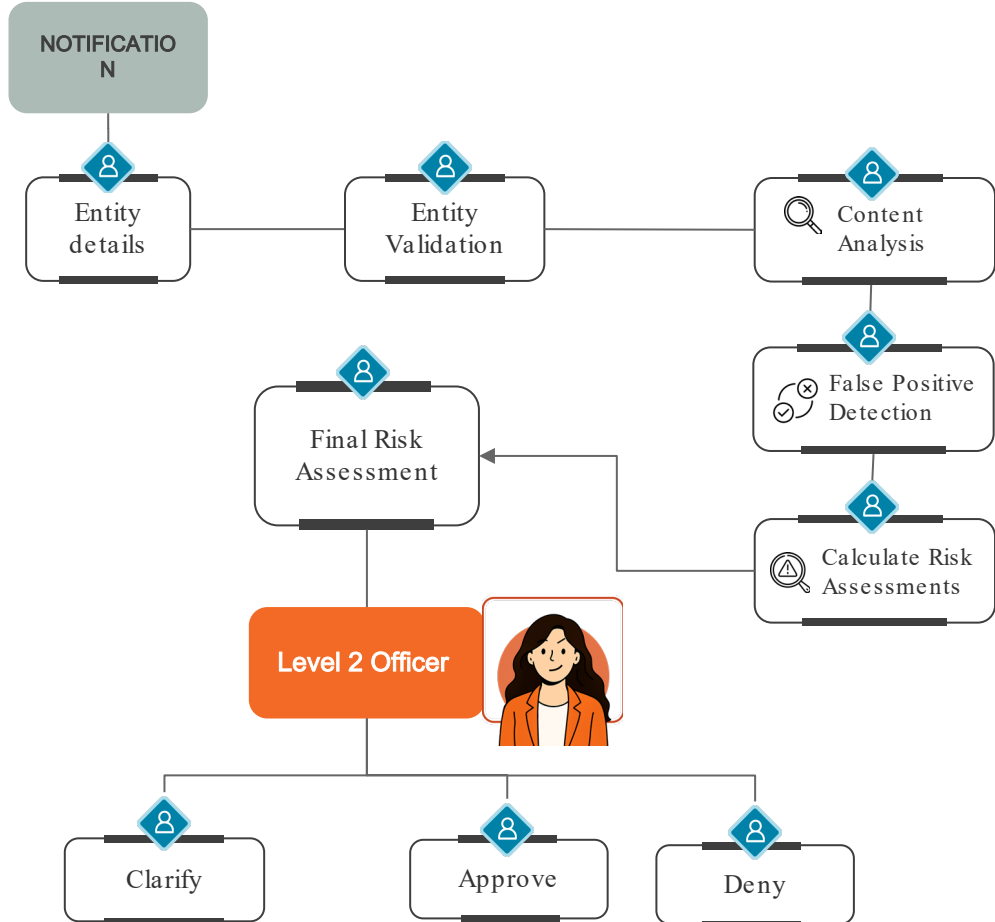 NOTIFICATIO
N
Entity
details
Entity
Validation
Content
Analysis
False Positive
Detection
Final Risk
Assessment
Calculate Risk
Assessments
Level 2 Officer
Clarify
Approve
Deny